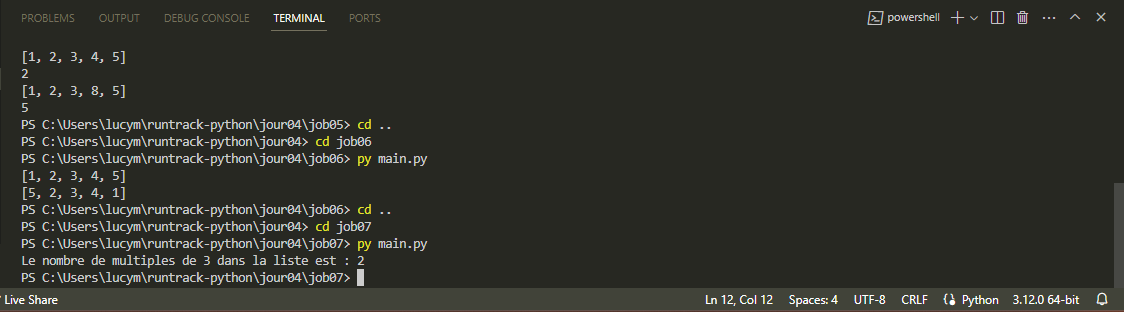 PROBLEMS OUTPUT DEBUG CONSOLE TERMINAL PORTS powershell
[1, 2, 3, 4, 5]
2
[1, 2, 3, 8, 5]
5
PS C:\Users\lucym\runtrack-python\jour04\job05> cd ..
PS C:\Users\lucym\runtrack-python\jour04> cd job06
PS C:\Users\lucym\runtrack-python\jour04\job06> py main.py
[1, 2, 3, 4, 5]
[5, 2, 3, 4, 1]
PS C:\Users\lucym\runtrack-python\jour04\job06> cd ..
PS C:\Users\lucym\runtrack-python\jour04> cd job07
PS C:\Users\lucym\runtrack-python\jour04\job07> py main.py
Le nombre de multiples de 3 dans la liste est : 2
PS C:\Users\lucym\runtrack-python\jour04\job07>
Live Share Ln 12, Col 12 Spaces: 4 UTF-8 CRLF Python 3.12.0 64-bit